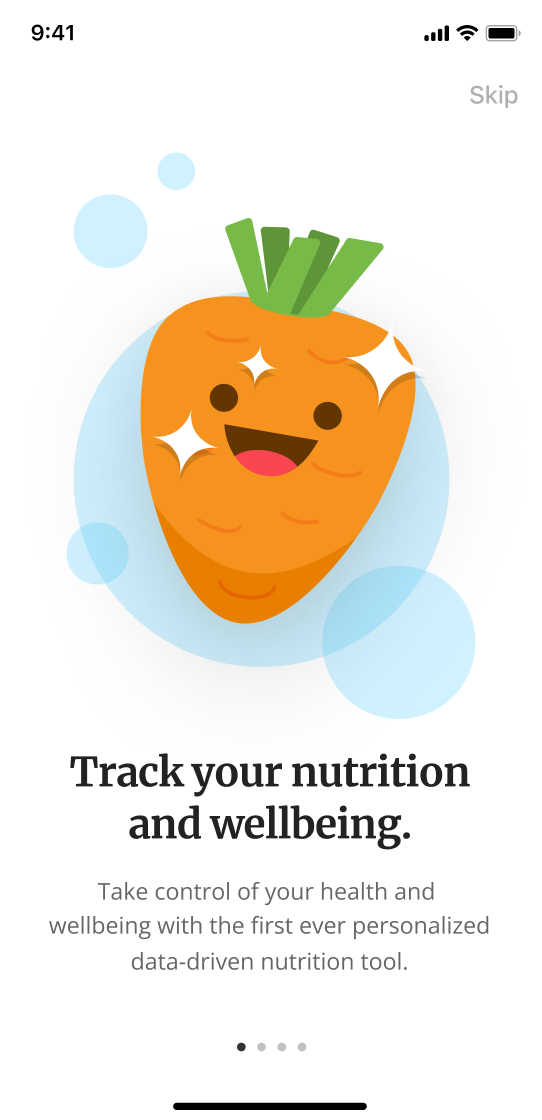 9:41
Skip
Track your nutrition
and wellbeing.
Take control of your health and
wellbeing with the first ever personalized
data-driven nutrition tool.